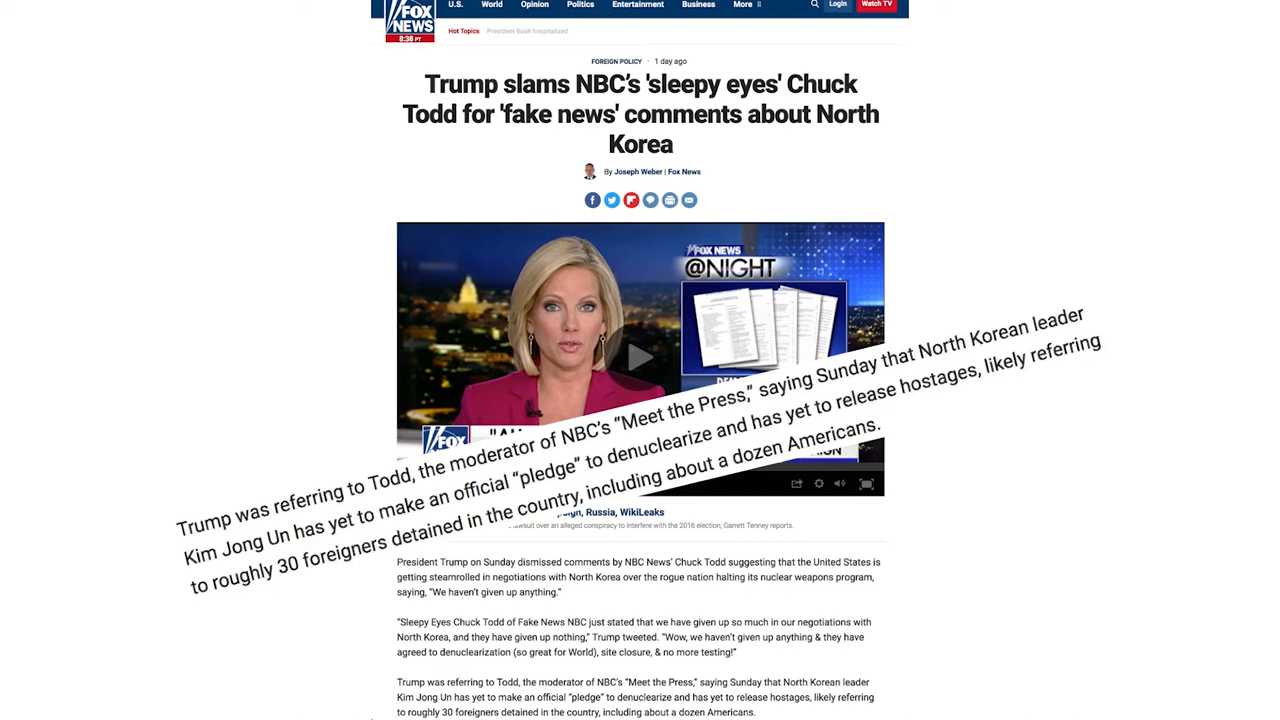 FOX
NEWS
8:38 PT
U.S. World Opinion Politics Entertainment Business More Login Watch TV
Hot Topics President Bush hospitalized
FOREIGN POLICY · 1 day ago
Trump slams NBC’s 'sleepy eyes' Chuck
Todd for 'fake news' comments about North
Korea
By Joseph Weber | Fox News
FOX NEWS
@NIGHT
FOX
Trump was referring to Todd, the moderator of NBC’s “Meet the Press,” saying Sunday that North Korean leader
Kim Jong Un has yet to make an official “pledge” to denuclearize and has yet to release hostages, likely referring
to roughly 30 foreigners detained in the country, including about a dozen Americans.
Russia, WikiLeaks
lawsuit over an alleged conspiracy to interfere with the 2016 election, Garrett Tenney reports.
President Trump on Sunday dismissed comments by NBC News’ Chuck Todd suggesting that the United States is
getting steamrolled in negotiations with North Korea over the rogue nation halting its nuclear weapons program,
saying, “We haven’t given up anything.”
“Sleepy Eyes Chuck Todd of Fake News NBC just stated that we have given up so much in our negotiations with
North Korea, and they have given up nothing,” Trump tweeted. “Wow, we haven’t given up anything & they have
agreed to denuclearization (so great for World), site closure, & no more testing!”
Trump was referring to Todd, the moderator of NBC’s “Meet the Press,” saying Sunday that North Korean leader
Kim Jong Un has yet to make an official “pledge” to denuclearize and has yet to release hostages, likely referring
to roughly 30 foreigners detained in the country, including about a dozen Americans.